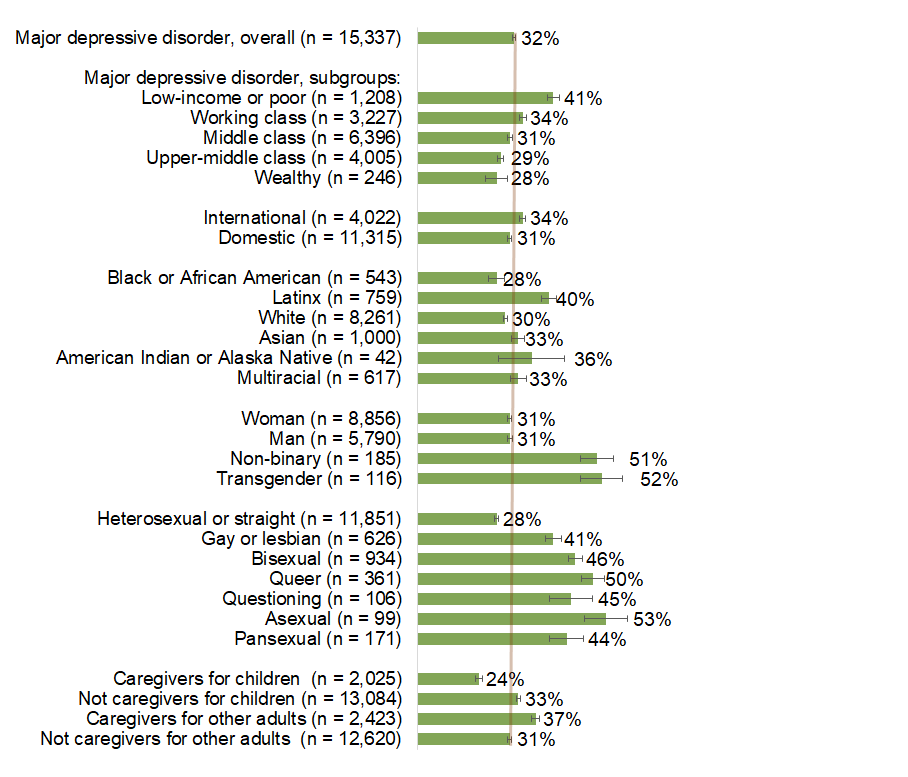 Major depressive disorder, overall (n = 15,337) 32%
Major depressive disorder, subgroups:
Low-income or poor (n = 1,208) 41%
Working class (n = 3,227) 34%
Middle class (n = 6,396) 31%
Upper-middle class (n = 4,005) 29%
Wealthy (n = 246) 28%
International (n = 4,022) 34%
Domestic (n = 11,315) 31%
Black or African American (n = 543) 28%
Latinx (n = 759) 40%
White (n = 8,261) 30%
Asian (n = 1,000) 33%
American Indian or Alaska Native (n = 42) 36%
Multiracial (n = 617) 33%
Woman (n = 8,856) 31%
Man (n = 5,790) 31%
Non-binary (n = 185) 51%
Transgender (n = 116) 52%
Heterosexual or straight (n = 11,851) 28%
Gay or lesbian (n = 626) 41%
Bisexual (n = 934) 46%
Queer (n = 361) 50%
Questioning (n = 106) 45%
Asexual (n = 99) 53%
Pansexual (n = 171) 44%
Caregivers for children (n = 2,025) 24%
Not caregivers for children (n = 13,084) 33%
Caregivers for other adults (n = 2,423) 37%
Not caregivers for other adults (n = 12,620) 31%